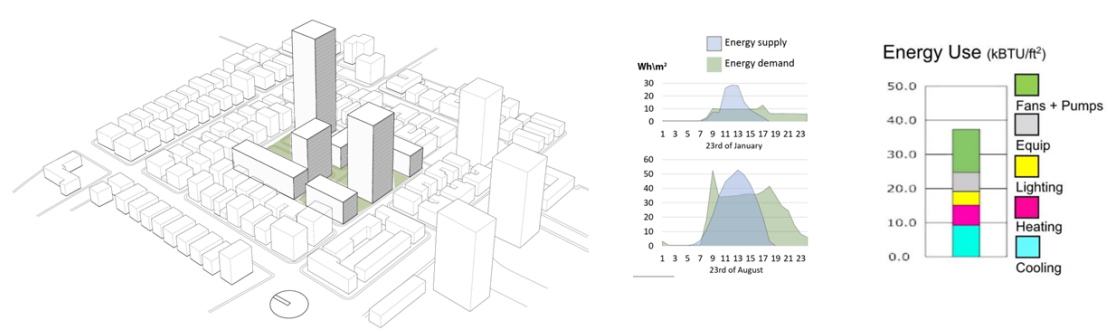 Energy supply
Energy demand
Wh\m²
30
20
10
0
1 3 5 7 9 11 13 15 17 19 21 23
23rd of January
60
50
40
30
20
10
0
1 3 5 7 9 11 13 15 17 19 21 23
23rd of August
Energy Use (kBTU/ft²)
50.0
40.0
30.0
20.0
10.0
0.0
Fans + Pumps
Equip
Lighting
Heating
Cooling